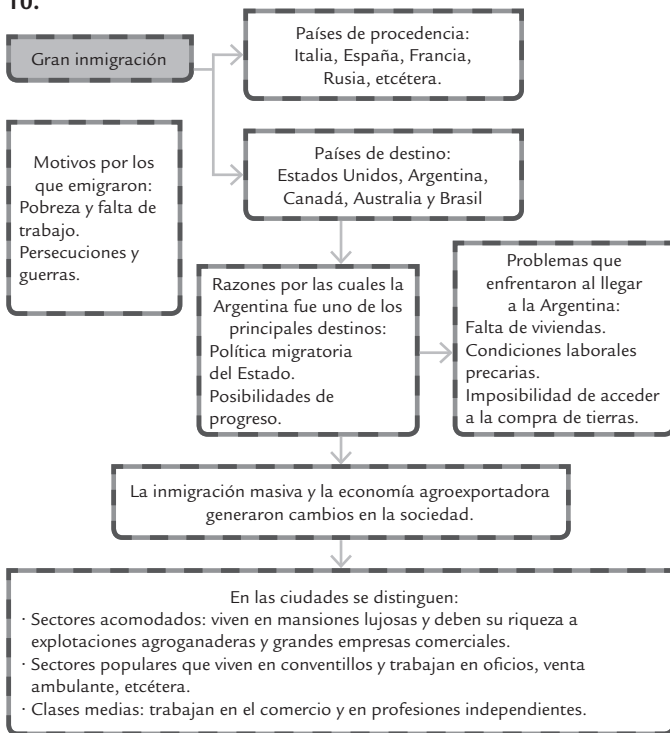 10.
Gran inmigración
Países de procedencia:
Italia, España, Francia,
Rusia, etcétera.
Motivos por los
que emigraron:
Pobreza y falta de
trabajo.
Persecuciones y
guerras.
Países de destino:
Estados Unidos, Argentina,
Canadá, Australia y Brasil
Razones por las cuales la
Argentina fue uno de los
principales destinos:
Política migratoria
del Estado.
Posibilidades de
progreso.
Problemas que
enfrentaron al llegar
a la Argentina:
Falta de viviendas.
Condiciones laborales
precarias.
Imposibilidad de acceder
a la compra de tierras.
La inmigración masiva y la economía agroexportadora
generaron cambios en la sociedad.
En las ciudades se distinguen:
· Sectores acomodados: viven en mansiones lujosas y deben su riqueza a
explotaciones agroganaderas y grandes empresas comerciales.
· Sectores populares que viven en conventillos y trabajan en oficios, venta
ambulante, etcétera.
· Clases medias: trabajan en el comercio y en profesiones independientes.